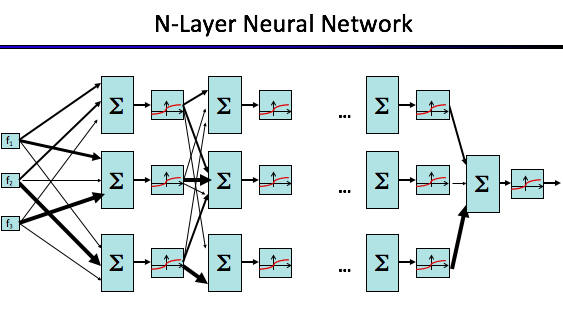 N-Layer Neural Network
Σ Σ ... Σ
f₁
Σ Σ ... Σ Σ
f₂
f₃
Σ Σ ... Σ